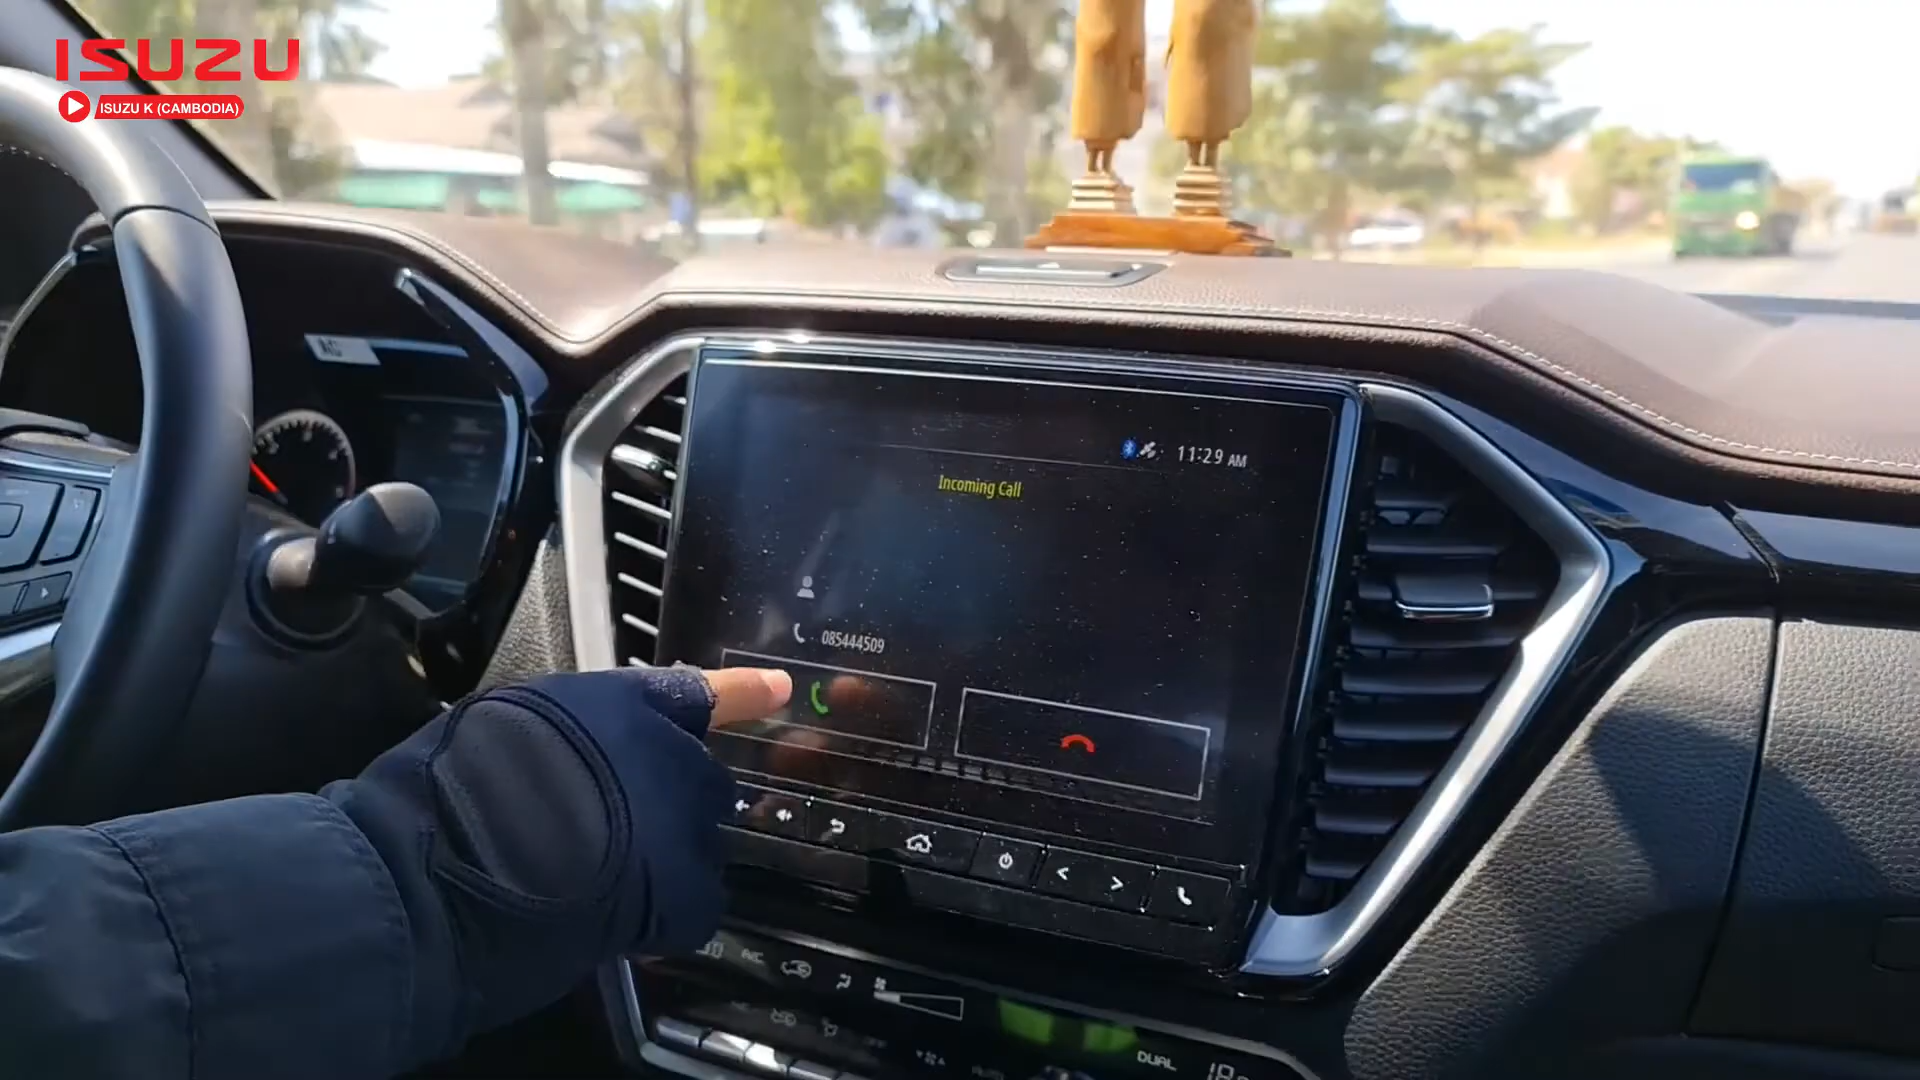 ISUZU
ISUZU K (CAMBODIA)
11:29 AM
Incoming Call
085444509
A/C
DUAL